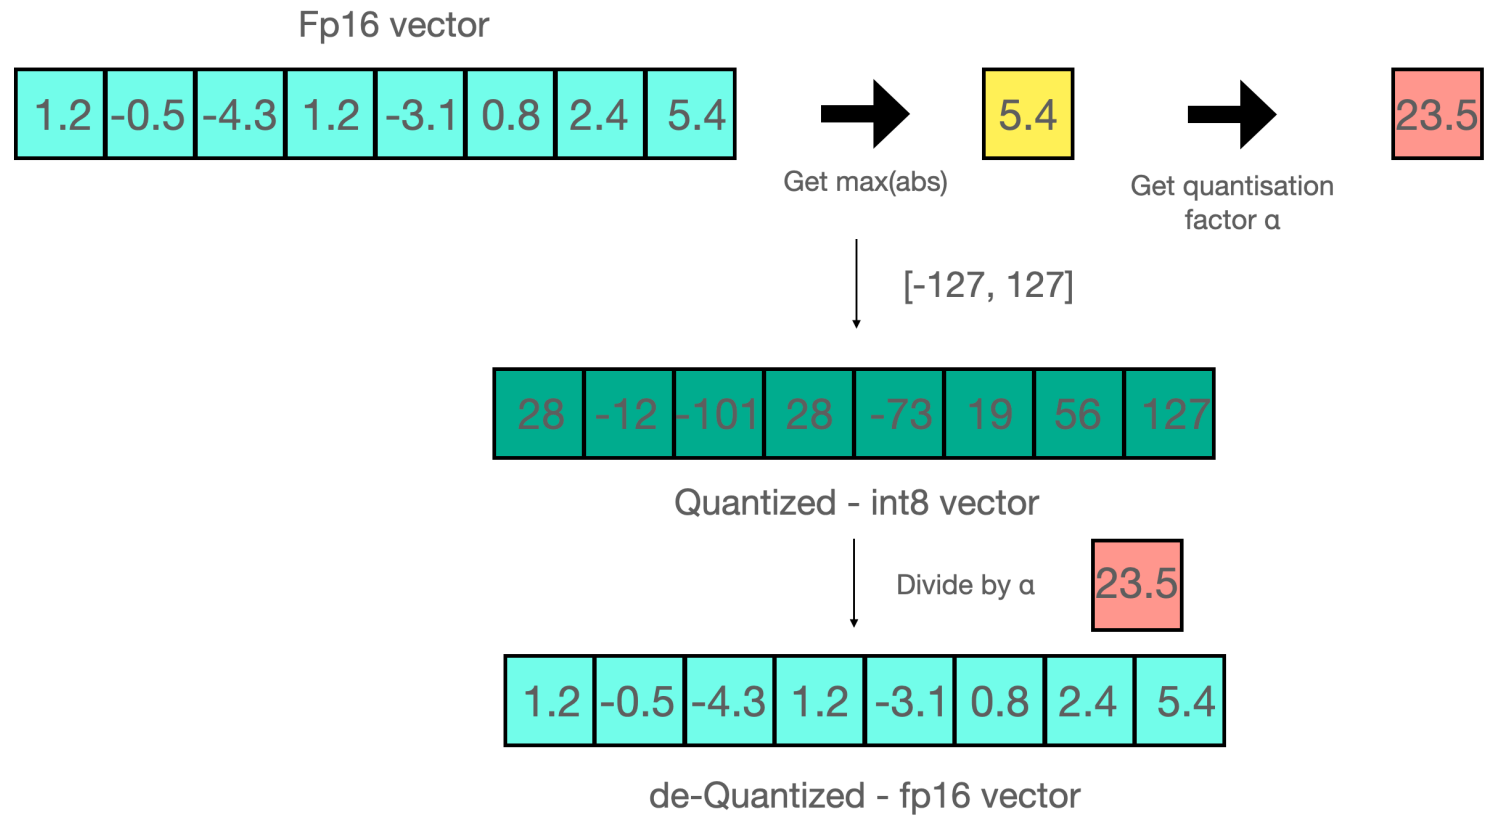 Fp16 vector
1.2 -0.5 -4.3 1.2 -3.1 0.8 2.4 5.4
5.4
23.5
Get max(abs)
Get quantisation
factor α
[-127, 127]
28 -12 -101 28 -73 19 56 127
Quantized - int8 vector
Divide by α
23.5
1.2 -0.5 -4.3 1.2 -3.1 0.8 2.4 5.4
de-Quantized - fp16 vector